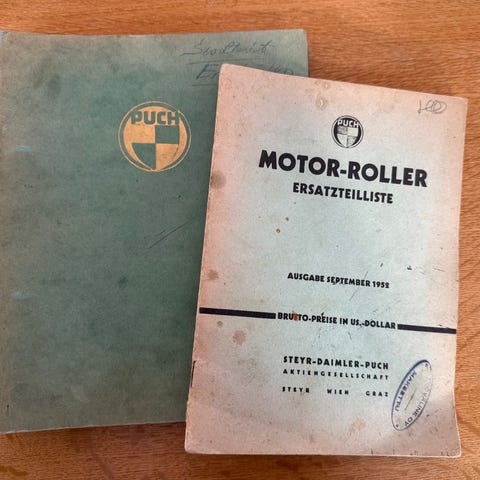 PUCH
PUCH
MOTOR-ROLLER
ERSATZTEILLISTE
AUSGABE SEPTEMBER 1952
BRUTTO-PREISE IN US.-DOLLAR
STEYR-DAIMLER-PUCH
AKTIENGESELLSCHAFT
STEYR WIEN GRAZ